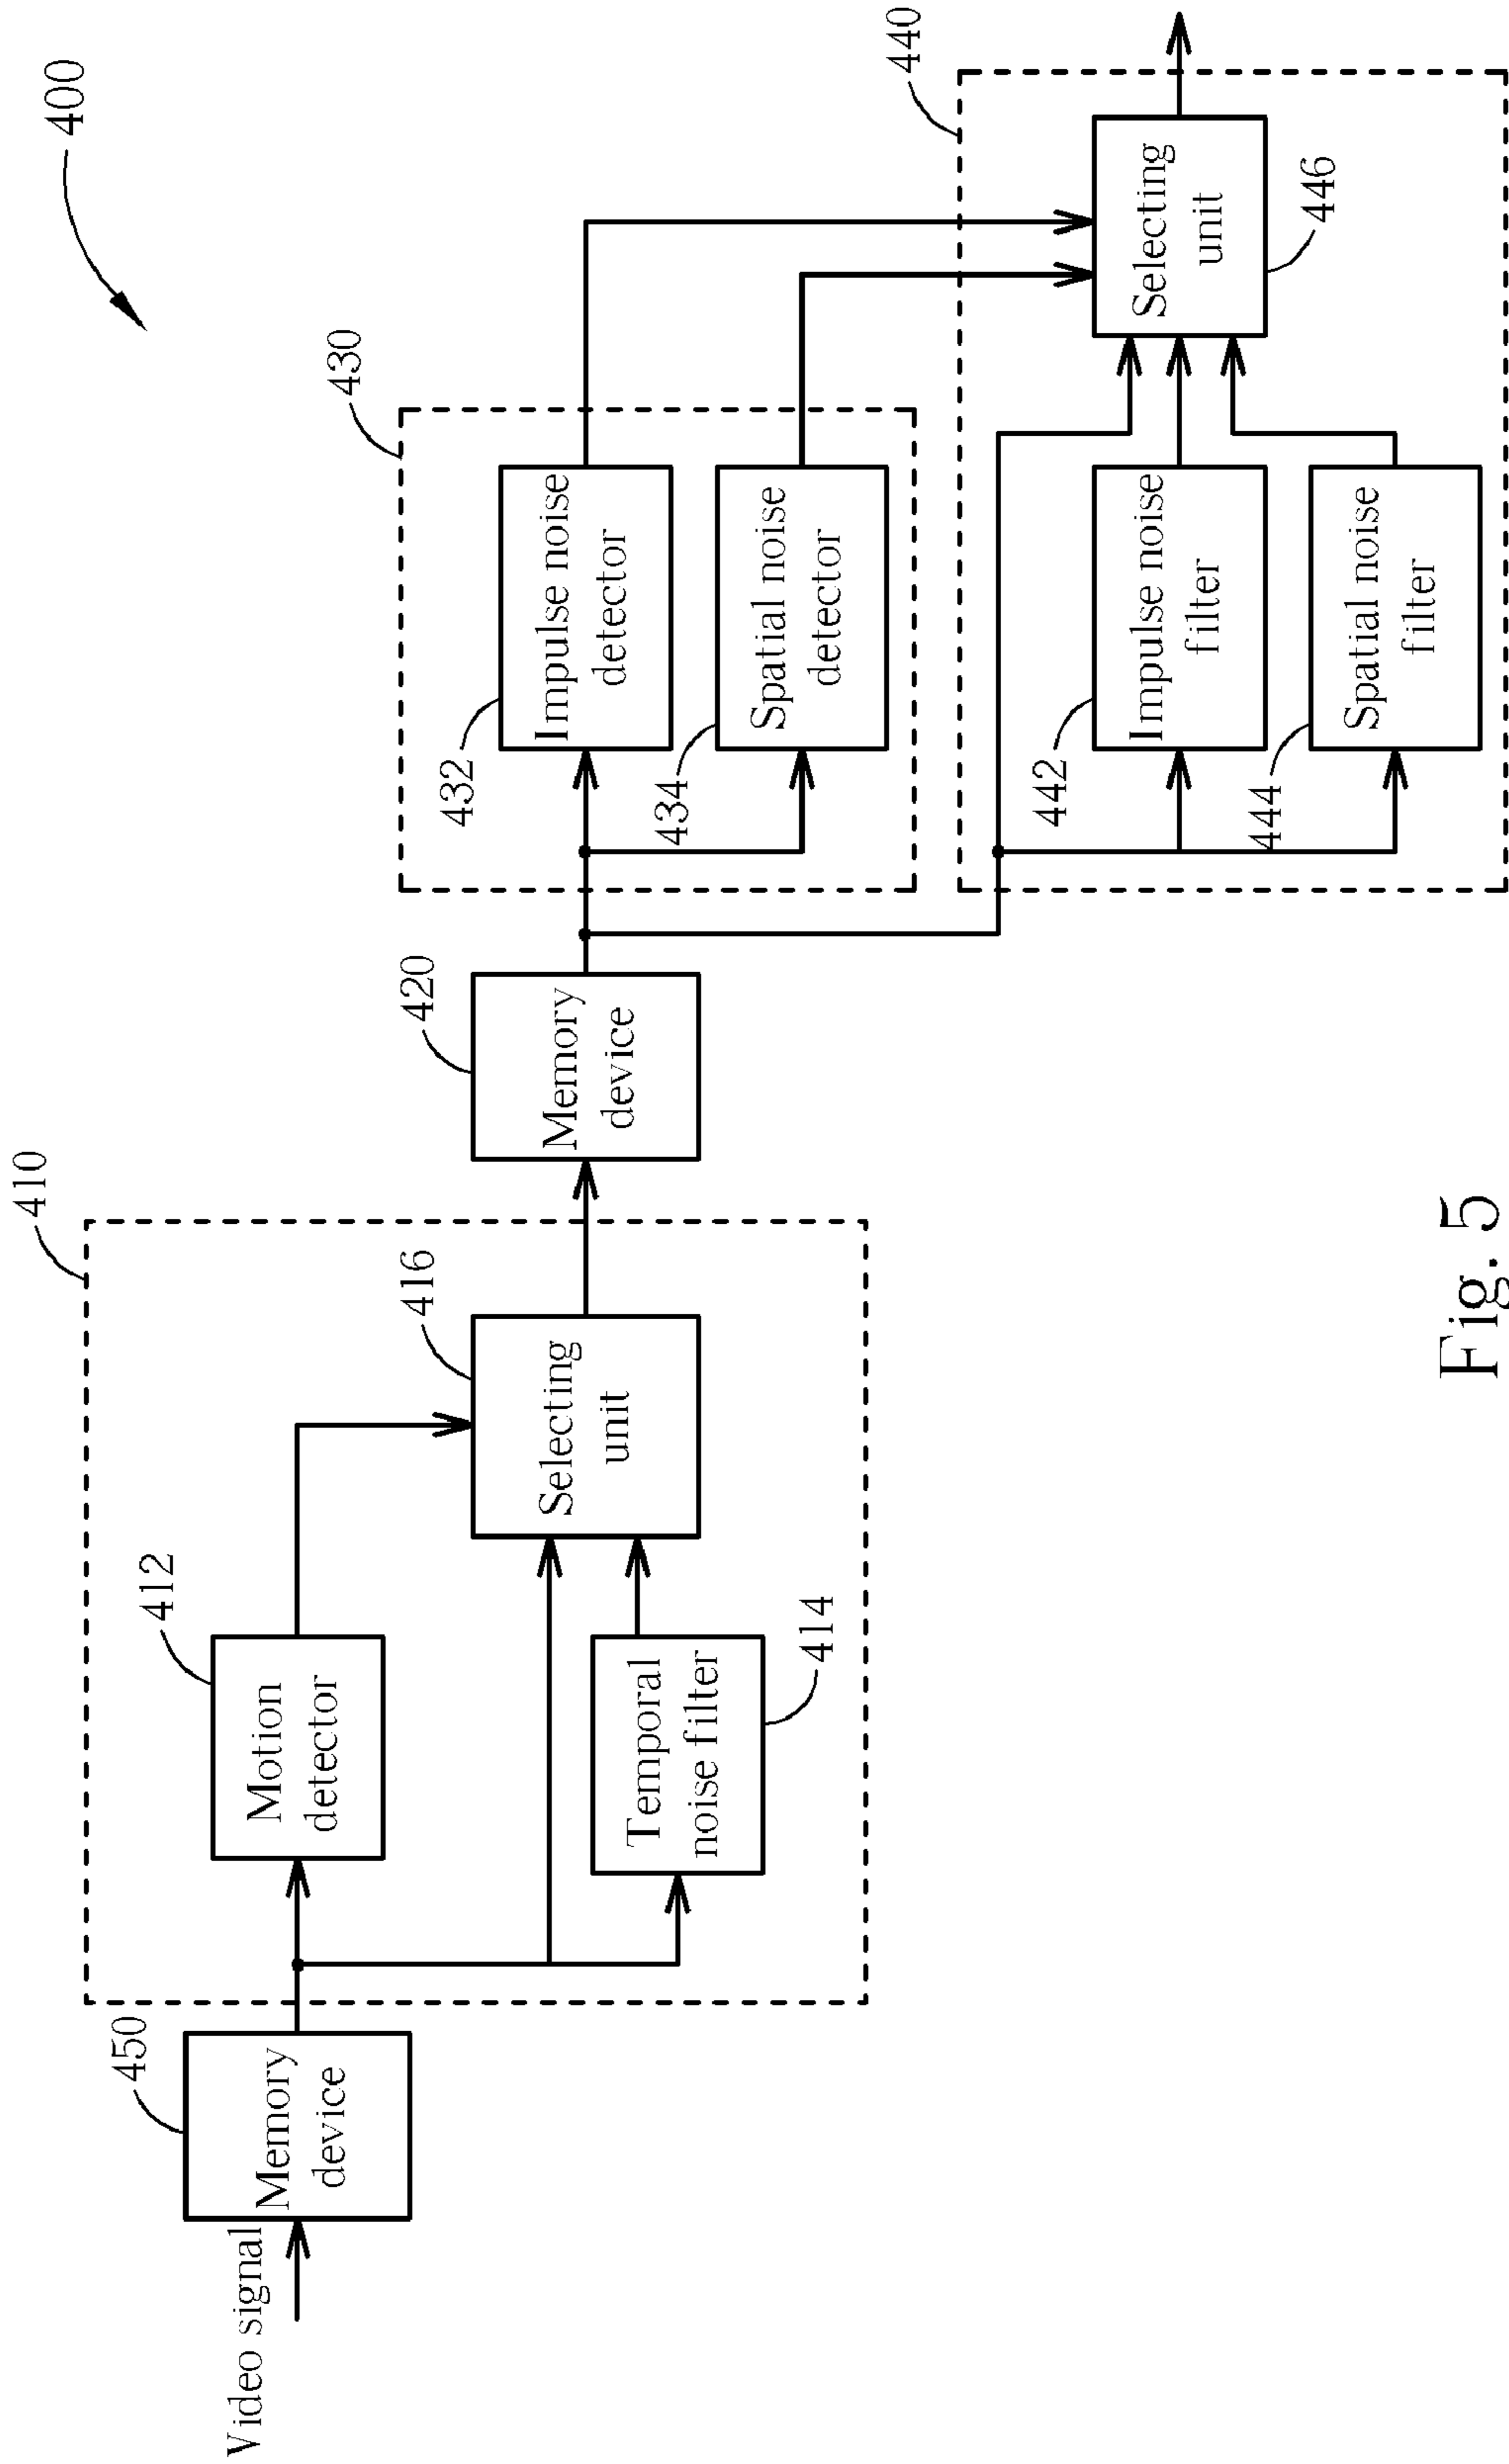 400
Video signal
450
Memory
device
410
412
Motion
detector
Temporal
noise filter
414
416
Selecting
unit
420
Memory
device
430
432
Impulse noise
detector
434
Spatial noise
detector
440
442
Impulse noise
filter
444
Spatial noise
filter
Selecting
unit
446
Fig. 5